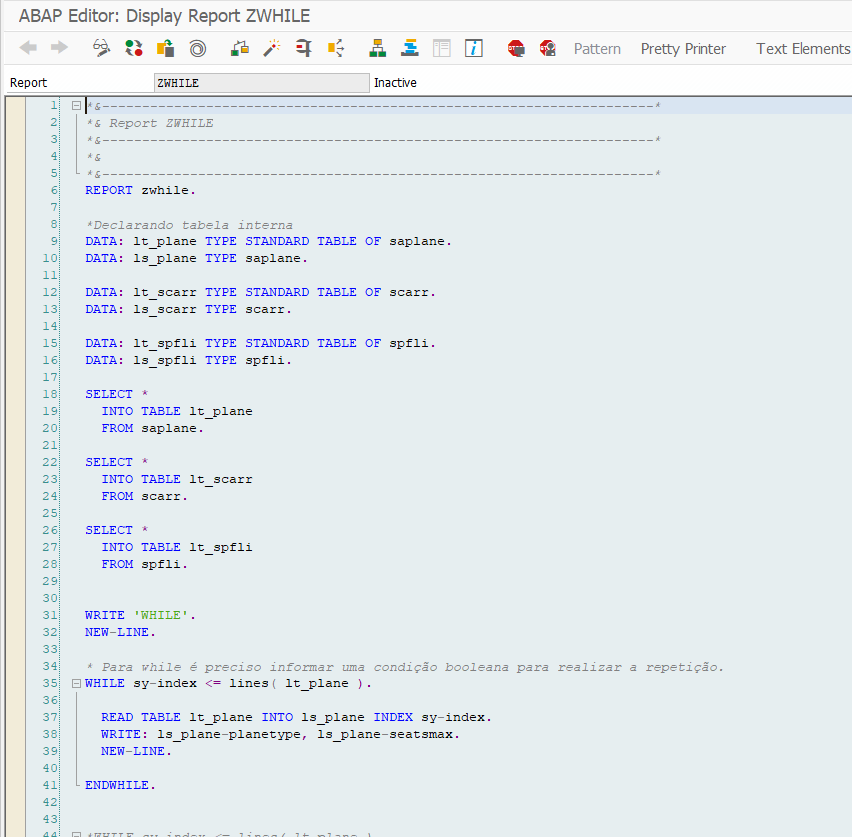 ABAP Editor: Display Report ZWHILE
Pattern Pretty Printer Text Elements
Report ZWHILE Inactive
1 *&---------------------------------------------------------------------*
2 *& Report ZWHILE
3 *&---------------------------------------------------------------------*
4 *&
5 *&---------------------------------------------------------------------*
6 REPORT zwhile.
7
8 *Declarando tabela interna
9 DATA: lt_plane TYPE STANDARD TABLE OF saplane.
10 DATA: ls_plane TYPE saplane.
11
12 DATA: lt_scarr TYPE STANDARD TABLE OF scarr.
13 DATA: ls_scarr TYPE scarr.
14
15 DATA: lt_spfli TYPE STANDARD TABLE OF spfli.
16 DATA: ls_spfli TYPE spfli.
17
18 SELECT *
19 INTO TABLE lt_plane
20 FROM saplane.
21
22 SELECT *
23 INTO TABLE lt_scarr
24 FROM scarr.
25
26 SELECT *
27 INTO TABLE lt_spfli
28 FROM spfli.
29
30
31 WRITE 'WHILE'.
32 NEW-LINE.
33
34 * Para while é preciso informar uma condição booleana para realizar a repetição.
35 WHILE sy-index <= lines( lt_plane ).
36
37 READ TABLE lt_plane INTO ls_plane INDEX sy-index.
38 WRITE: ls_plane-planetype, ls_plane-seatsmax.
39 NEW-LINE.
40
41 ENDWHILE.
42
43
44 *WHILE sy-index <= lines( lt_plane )